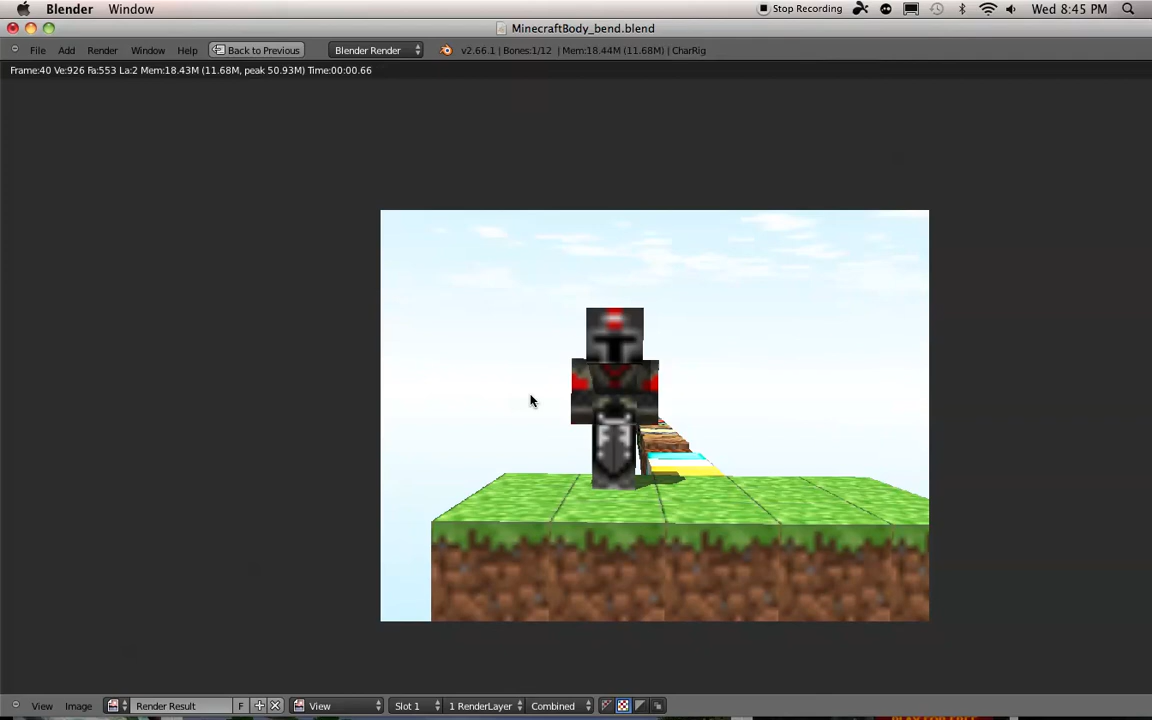 Blender Window Stop Recording Wed 8:45 PM
MinecraftBody_bend.blend
File Add Render Window Help Back to Previous Blender Render v2.66.1 | Bones:1/12 | Mem:18.44M (11.68M) | CharRig
Frame:40 Ve:926 Fa:553 La:2 Mem:18.43M (11.68M, peak 50.93M) Time:00:00.66
View Image Render Result F View Slot 1 1 RenderLayer Combined